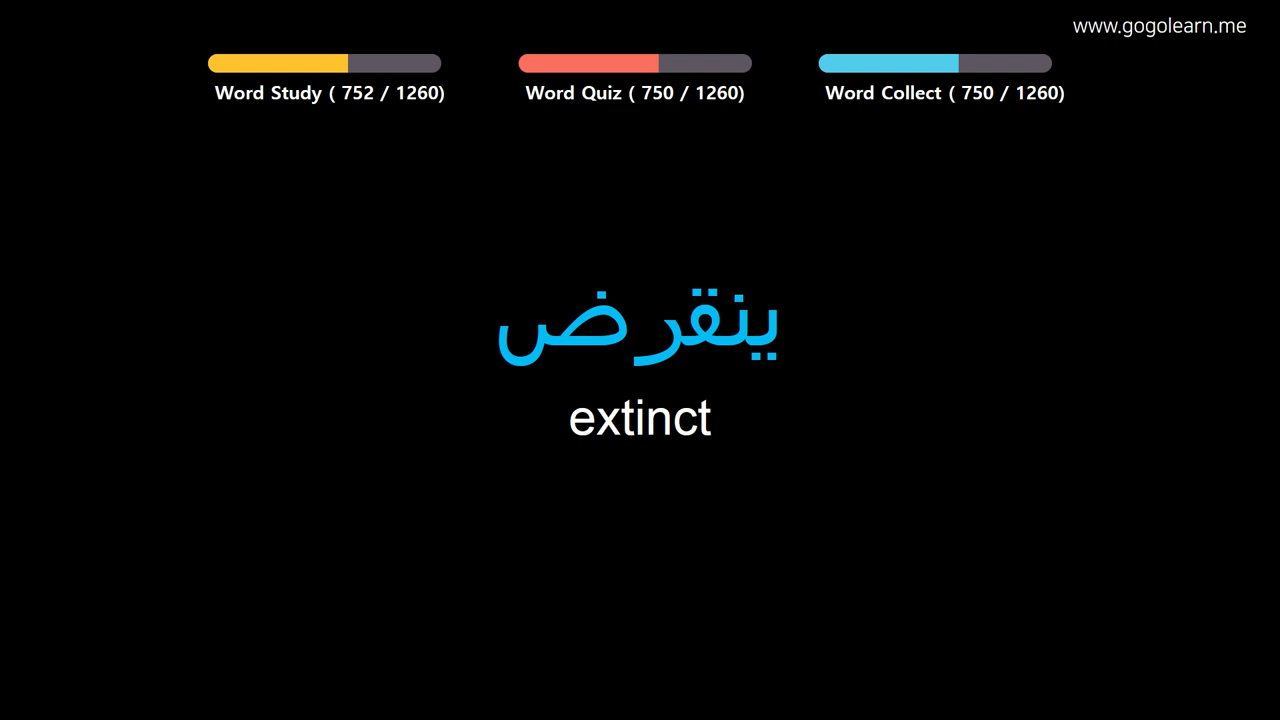 www.gogolearn.me
Word Study ( 752 / 1260)
Word Quiz ( 750 / 1260)
Word Collect ( 750 / 1260)
ينقرض
extinct